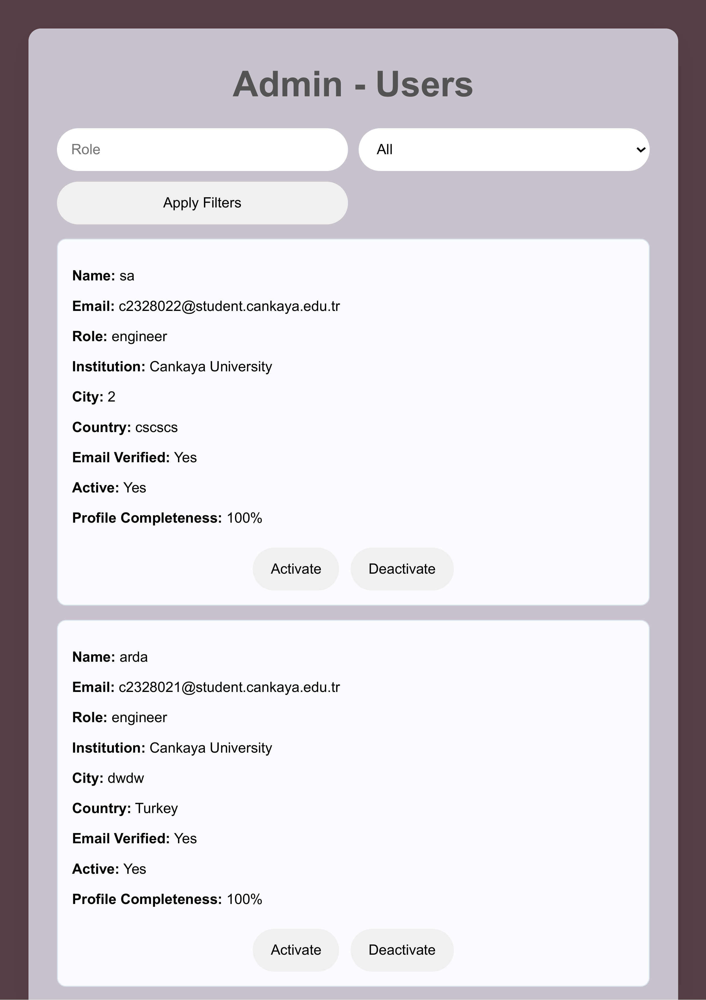 Admin - Users
Role
All
Apply Filters
Name: sa
Email: c2328022@student.cankaya.edu.tr
Role: engineer
Institution: Cankaya University
City: 2
Country: cscscs
Email Verified: Yes
Active: Yes
Profile Completeness: 100%
Activate
Deactivate
Name: arda
Email: c2328021@student.cankaya.edu.tr
Role: engineer
Institution: Cankaya University
City: dwdw
Country: Turkey
Email Verified: Yes
Active: Yes
Profile Completeness: 100%
Activate
Deactivate